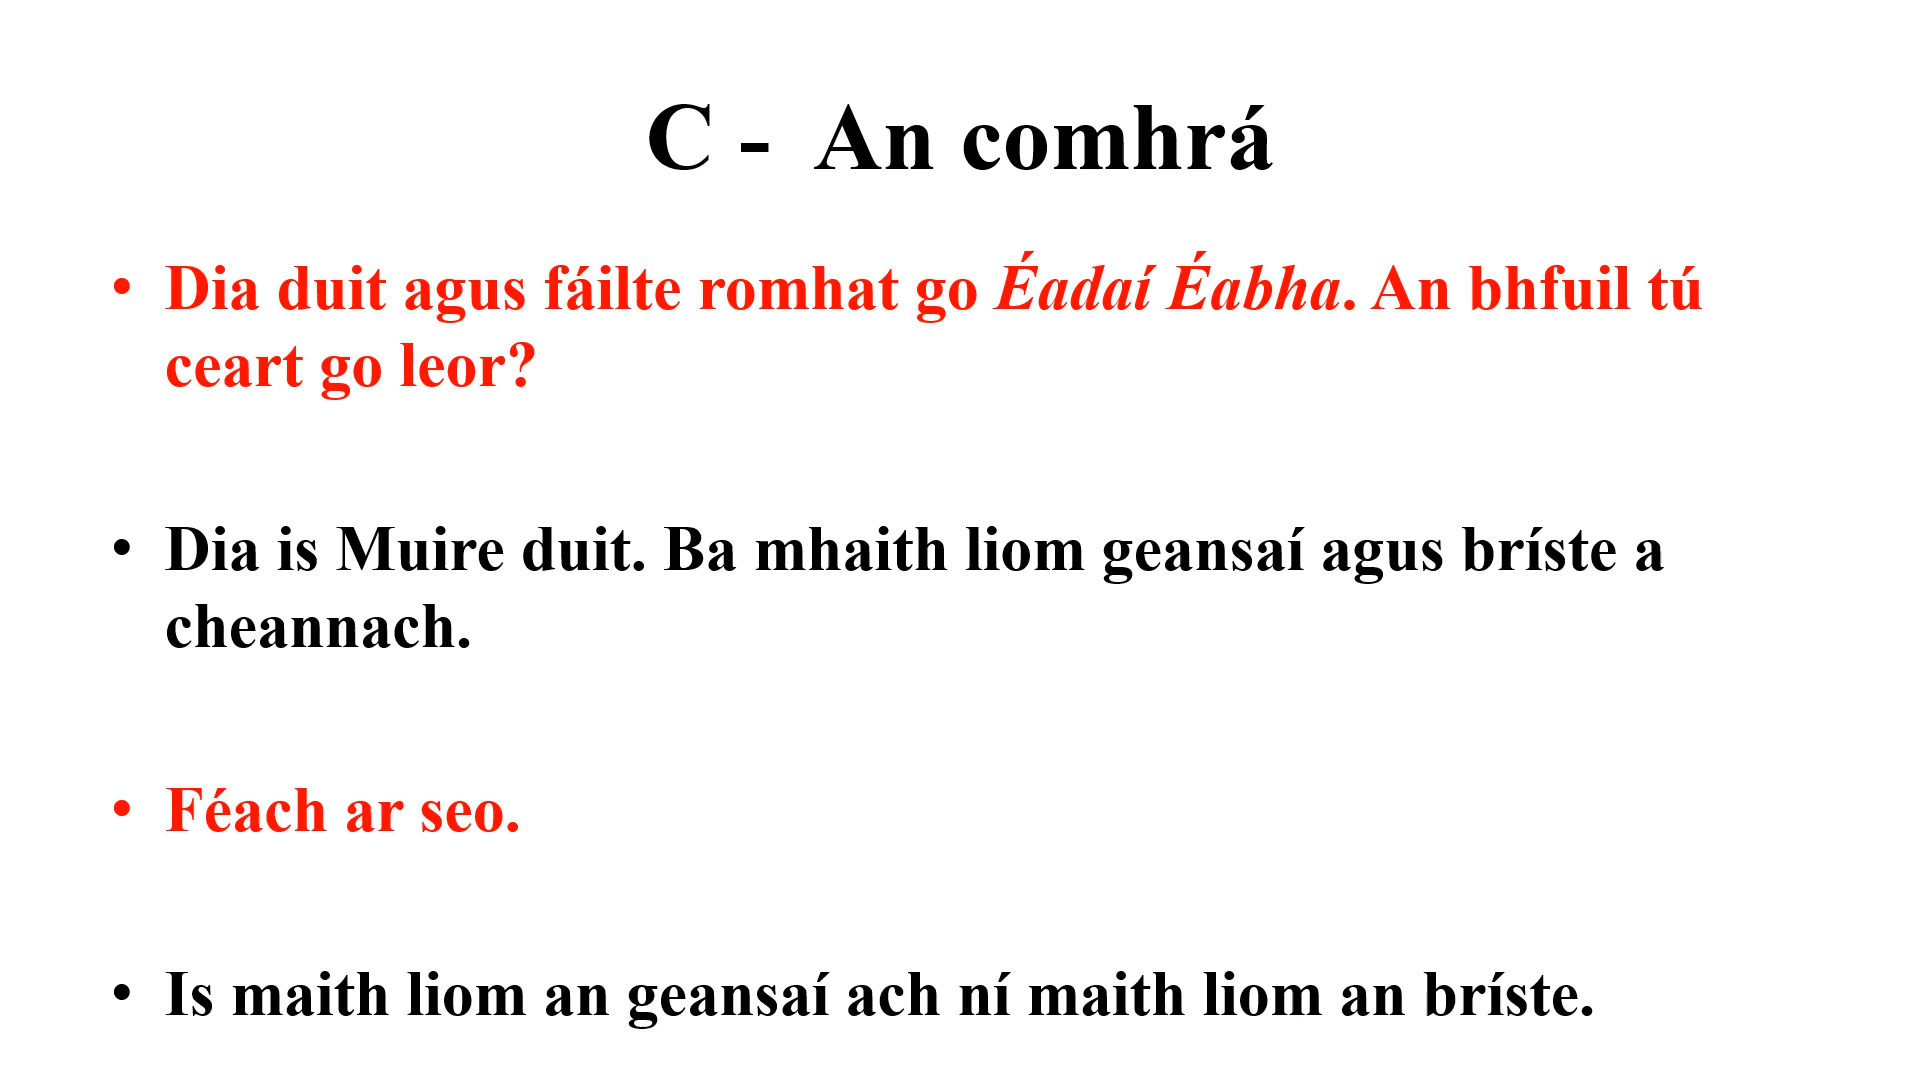 C - An comhrá
• Dia duit agus fáilte romhat go Éadaí Éabha. An bhfuil tú
ceart go leor?
• Dia is Muire duit. Ba mhaith liom geansaí agus bríste a
cheannach.
• Féach ar seo.
• Is maith liom an geansaí ach ní maith liom an bríste.